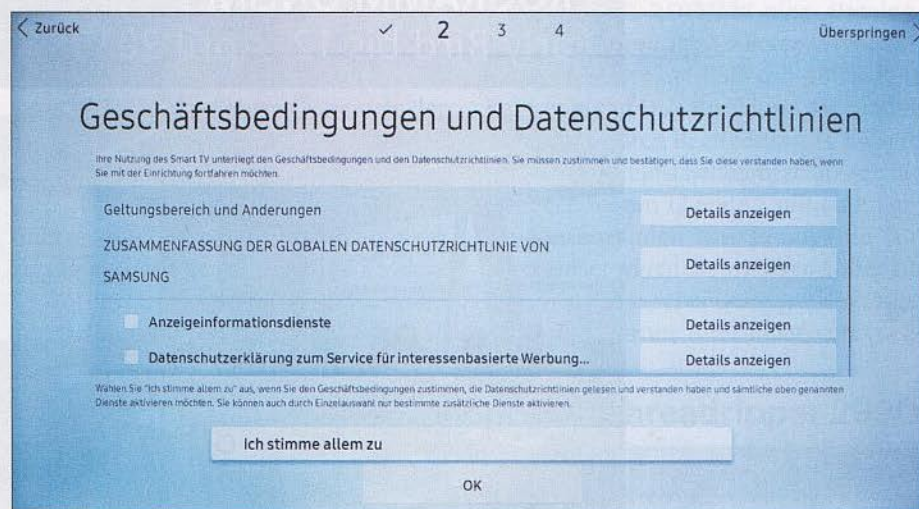 Zurück
2 3 4
Überspringen
Geschäftsbedingungen und Datenschutzrichtlinien
Ihre Nutzung des Smart TV unterliegt den Geschäftsbedingungen und den Datenschutzrichtlinien. Sie müssen zustimmen und bestätigen, dass Sie diese verstanden haben, wenn
Sie mit der Einrichtung fortfahren möchten.
Geltungsbereich und Änderungen
Details anzeigen
ZUSAMMENFASSUNG DER GLOBALEN DATENSCHUTZRICHTLINIE VON
SAMSUNG
Details anzeigen
Anzeigeinformationsdienste
Details anzeigen
Datenschutzerklärung zum Service für interessenbasierte Werbung...
Details anzeigen
Wählen Sie "Ich stimme allem zu" aus, wenn Sie den Geschäftsbedingungen zustimmen, die Datenschutzrichtlinien gelesen und verstanden haben und sämtliche oben genannten
Dienste aktivieren möchten. Sie können auch durch Einzelauswahl nur bestimmte zusätzliche Dienste aktivieren.
Ich stimme allem zu
OK